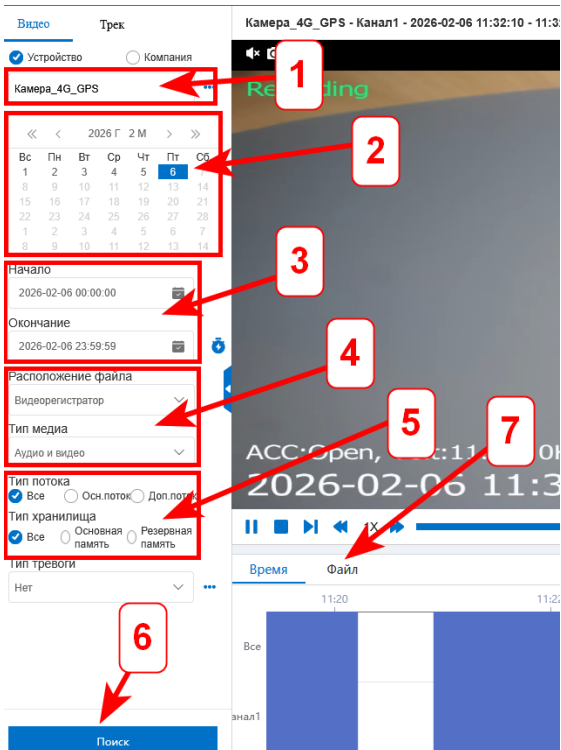 Видео Трек
Камера_4G_GPS - Канал1 - 2026-02-06 11:32:10 - 11:3
Устройство Компания
Камера_4G_GPS
1
« < 2026 Г 2 М > »
Вс Пн Вт Ср Чт Пт Сб
1 2 3 4 5 6 7
8 9 10 11 12 13 14
15 16 17 18 19 20 21
22 23 24 25 26 27 28
1 2 3 4 5 6 7
8 9 10 11 12 13 14
2
Начало
2026-02-06 00:00:00
3
Окончание
2026-02-06 23:59:59
Расположение файла
Видеорегистратор
4
Тип медиа
Аудио и видео
5
7
ACC:Open,
2026-02-06 11:3
Тип потока
Все Осн.поток Доп.поток
Тип хранилища
Все Основная память Резервная память
1X
Тип тревоги
Нет
Время Файл
11:20 11:22
6
Все
анал1
Поиск